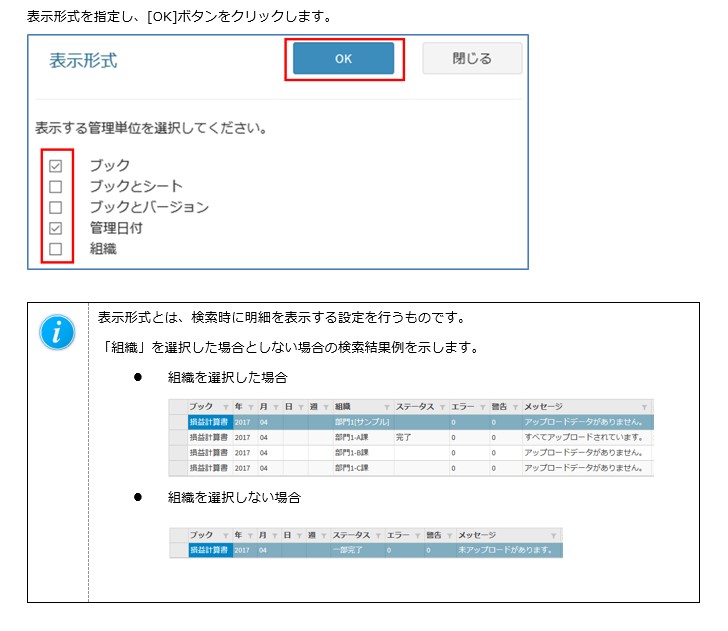 表示形式を指定し、[OK]ボタンをクリックします。
表示形式 OK 閉じる
表示する管理単位を選択してください。
ブック
ブックとシート
ブックとバージョン
管理日付
組織
表示形式とは、検索時に明細を表示する設定を行うものです。
「組織」を選択した場合としない場合の検索結果例を示します。
● 組織を選択した場合
ブック 年 月 日 週 組織 ステータス エラー 警告 メッセージ
損益計算書 2017 04 部門1[サンプル] 0 0 アップロードデータがありません。
損益計算書 2017 04 部門1-A課 完了 0 0 すべてアップロードされています。
損益計算書 2017 04 部門1-B課 0 0 アップロードデータがありません。
損益計算書 2017 04 部門1-C課 0 0 アップロードデータがありません。
● 組織を選択しない場合
ブック 年 月 日 週 ステータス エラー 警告 メッセージ
損益計算書 2017 04 一部完了 0 0 未アップロードがあります。